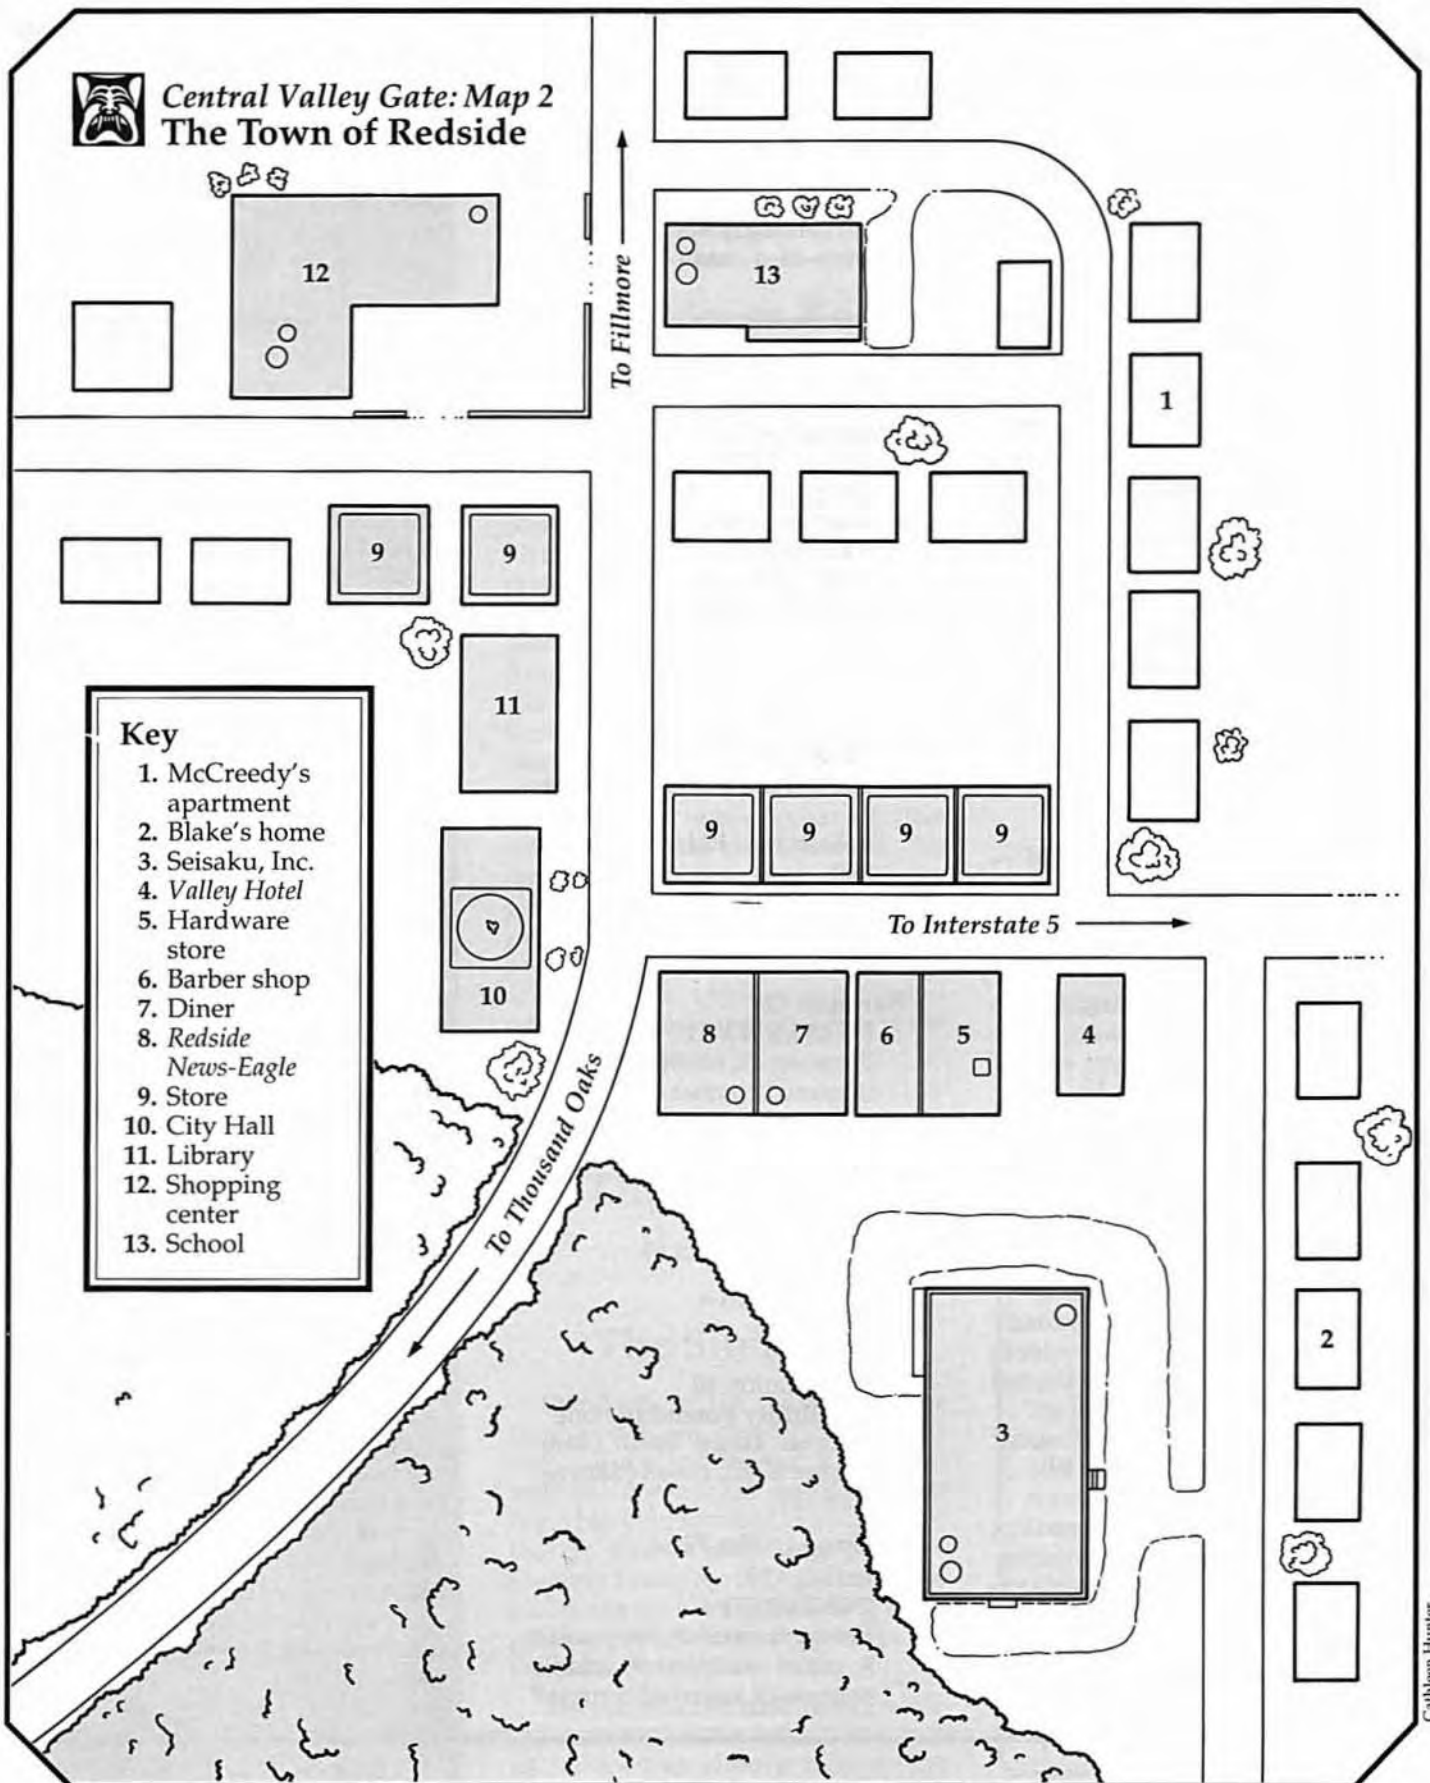 Central Valley Gate: Map 2
The Town of Redside
12
13
To Fillmore
1
9
9
11
Key
1. McCreedy's
apartment
2. Blake's home
3. Seisaku, Inc.
4. Valley Hotel
5. Hardware
store
6. Barber shop
7. Diner
8. Redside
News-Eagle
9. Store
10. City Hall
11. Library
12. Shopping
center
13. School
9
9
9
9
To Interstate 5
10
8
7
6
5
4
To Thousand Oaks
2
3
Cathleen Hunter